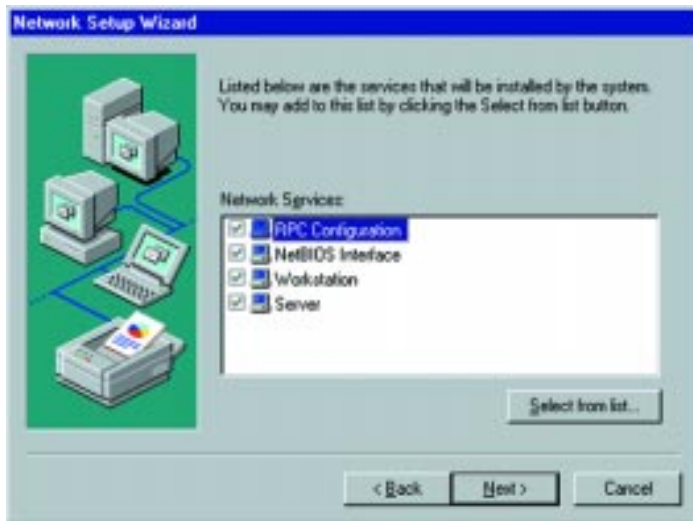 Network Setup Wizard
Listed below are the services that will be installed by the system.
You may add to this list by clicking the Select from list button.
Network Services:
RPC Configuration
NetBIOS Interface
Workstation
Server
Select from list...
< Back
Next >
Cancel